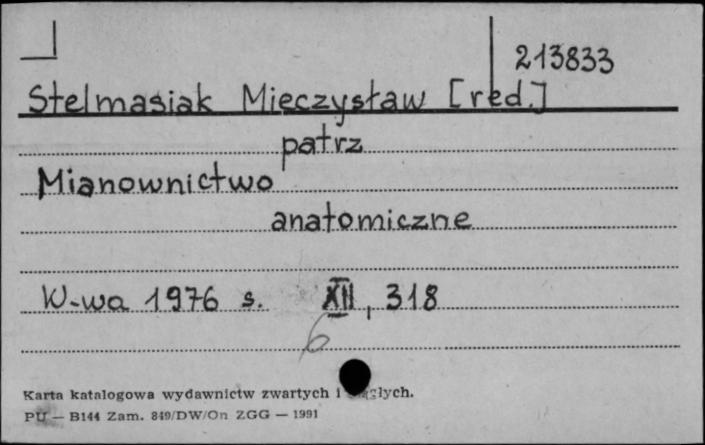 213833
Stelmasiak Mieczysław [red.]
patrz
Mianownictwo
anatomiczne
W-wa 1976 s. XII, 318
6
Karta katalogowa wydawnictw zwartych i
PU — B144 Zam. 849/DW/On ZGG — 1991